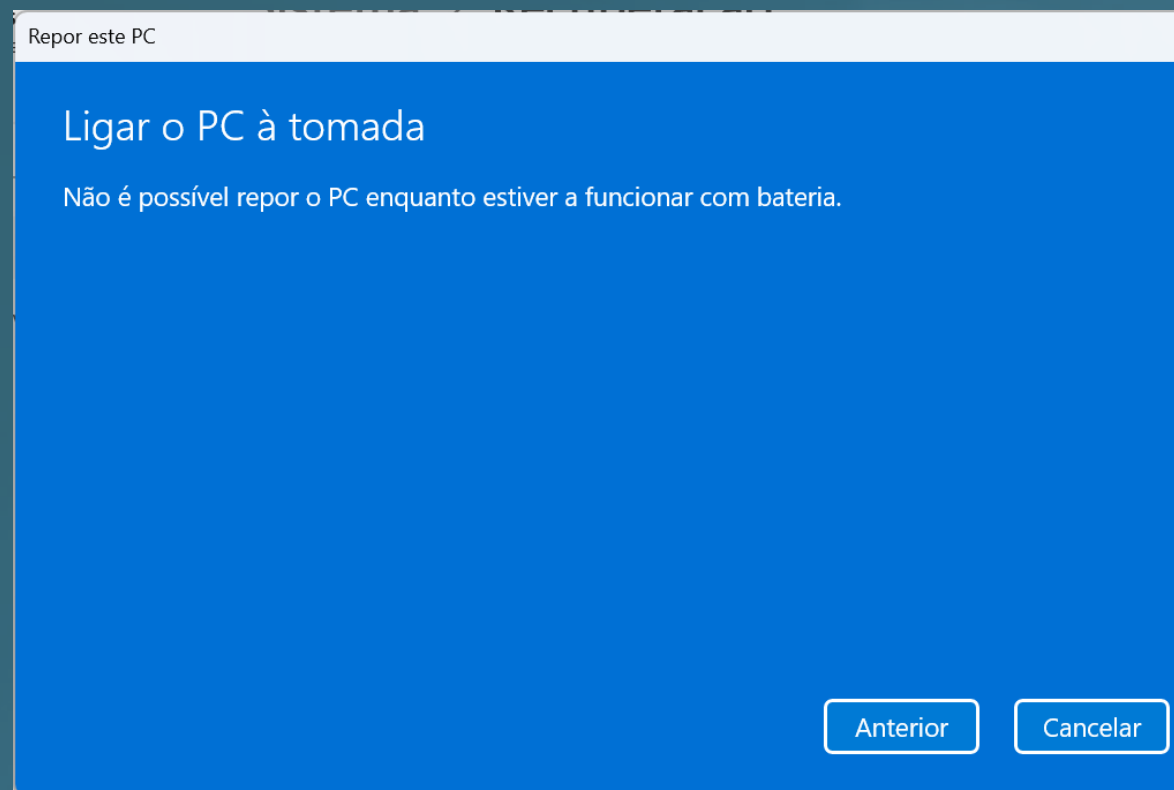 Repor este PC
Ligar o PC à tomada
Não é possível repor o PC enquanto estiver a funcionar com bateria.
Anterior
Cancelar